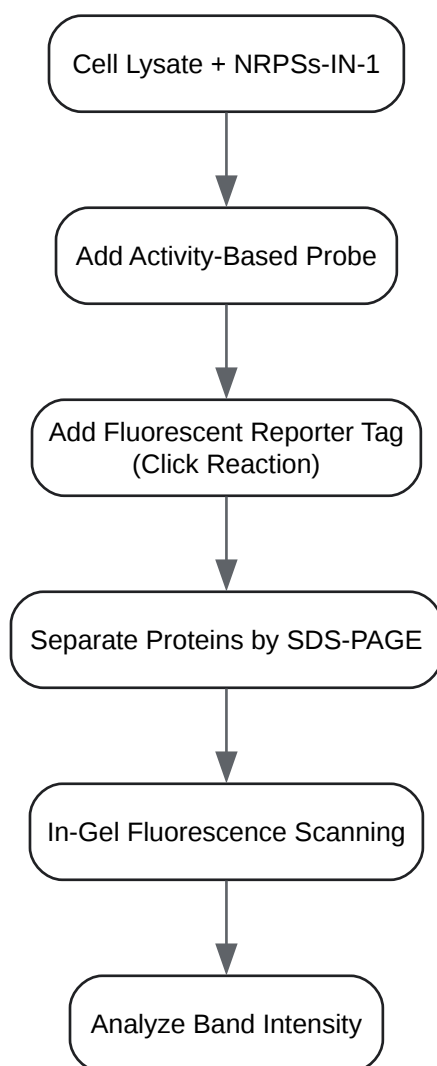 Cell Lysate + NRPSs-IN-1
Add Activity-Based Probe
Add Fluorescent Reporter Tag
(Click Reaction)
Separate Proteins by SDS-PAGE
In-Gel Fluorescence Scanning
Analyze Band Intensity